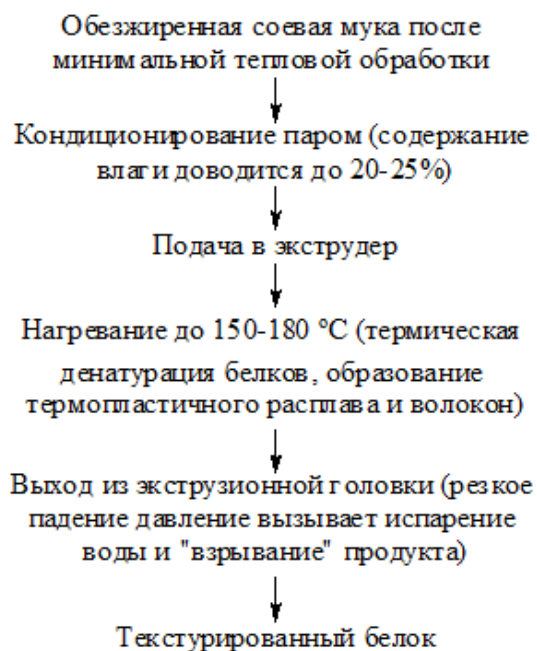 Обезжиренная соевая мука после
минимальной тепловой обработки
Кондиционирование паром (содержание
влаги доводится до 20-25%)
Подача в экструдер
Нагревание до 150-180 °С (термическая
денатурация белков, образование
термопластичного расплава и волокон)
Выход из экструзионной головки (резкое
падение давление вызывает испарение
воды и "взрывание" продукта)
Текстурированный белок